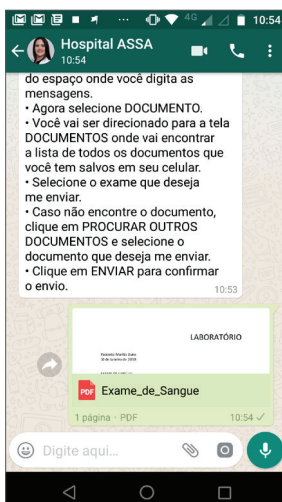 4G 10:54
Hospital ASSA
10:54
do espaço onde você digita as
mensagens.
• Agora selecione DOCUMENTO.
• Você vai ser direcionado para a tela
DOCUMENTOS onde vai encontrar
a lista de todos os documentos que
você tem salvos em seu celular.
• Selecione o exame que deseja
me enviar.
• Caso não encontre o documento,
clique em PROCURAR OUTROS
DOCUMENTOS e selecione o
documento que deseja me enviar.
• Clique em ENVIAR para confirmar
o envio.
10:53
LABORATÓRIO
PDF Exame_de_Sangue
1 página · PDF 10:54
Digite aqui...